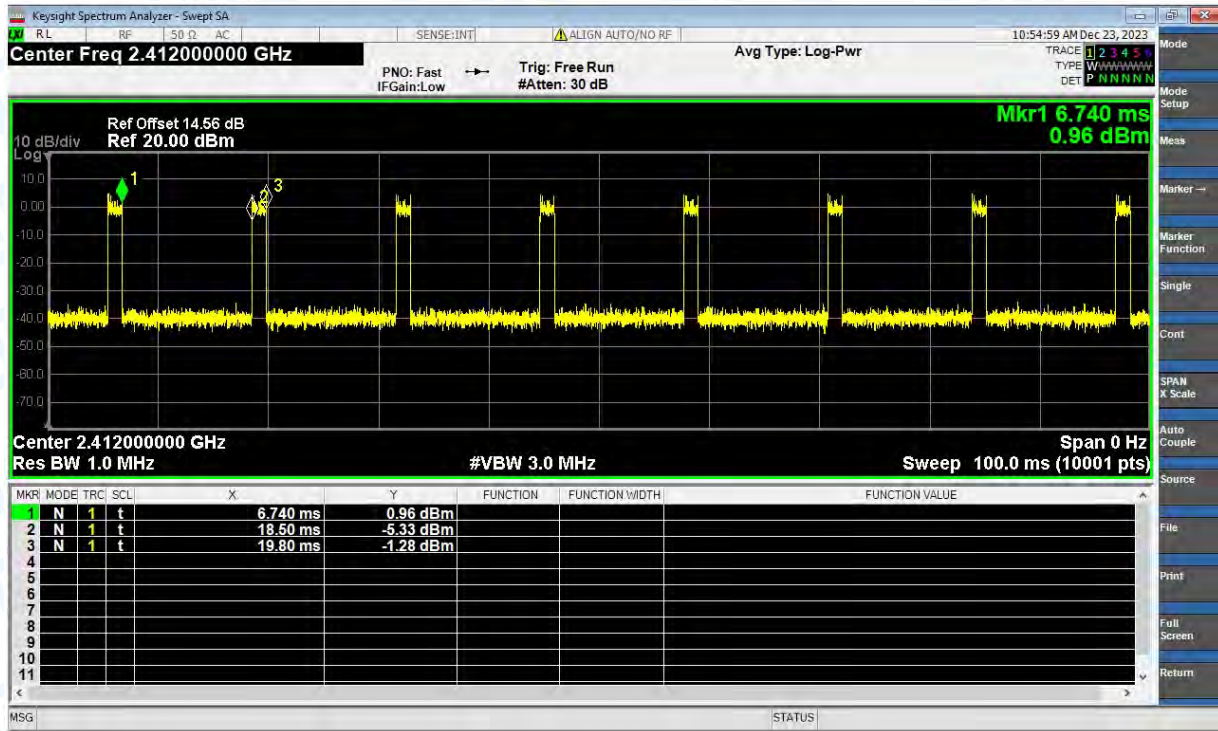 Keysight Spectrum Analyzer - Swept SA
LXI RL RF 50 Ω AC SENSE:INT ALIGN AUTO/NO RF 10:54:59 AM Dec 23, 2023
Center Freq 2.412000000 GHz
PNO: Fast
IFGain:Low
Trig: Free Run
#Atten: 30 dB
Avg Type: Log-Pwr
TRACE 1 2 3 4 5 6
TYPE WWWWWW
DET P N N N N N
Mkr1 6.740 ms
0.96 dBm
Ref Offset 14.56 dB
10 dB/div Ref 20.00 dBm
Log
10.0
0.00
-10.0
-20.0
-30.0
-40.0
-50.0
-60.0
-70.0
1
2
3
Center 2.412000000 GHz Span 0 Hz
Res BW 1.0 MHz #VBW 3.0 MHz Sweep 100.0 ms (10001 pts)
MKR MODE TRC SCL X Y FUNCTION FUNCTION WIDTH FUNCTION VALUE
1 N 1 t 6.740 ms 0.96 dBm
2 N 1 t 18.50 ms -5.33 dBm
3 N 1 t 19.80 ms -1.28 dBm
4
5
6
7
8
9
10
11
MSG STATUS
Mode
Mode
Setup
Meas
Marker→
Marker
Function
Single
Cont
SPAN
X Scale
Auto
Couple
Source
File
Print
Full
Screen
Return